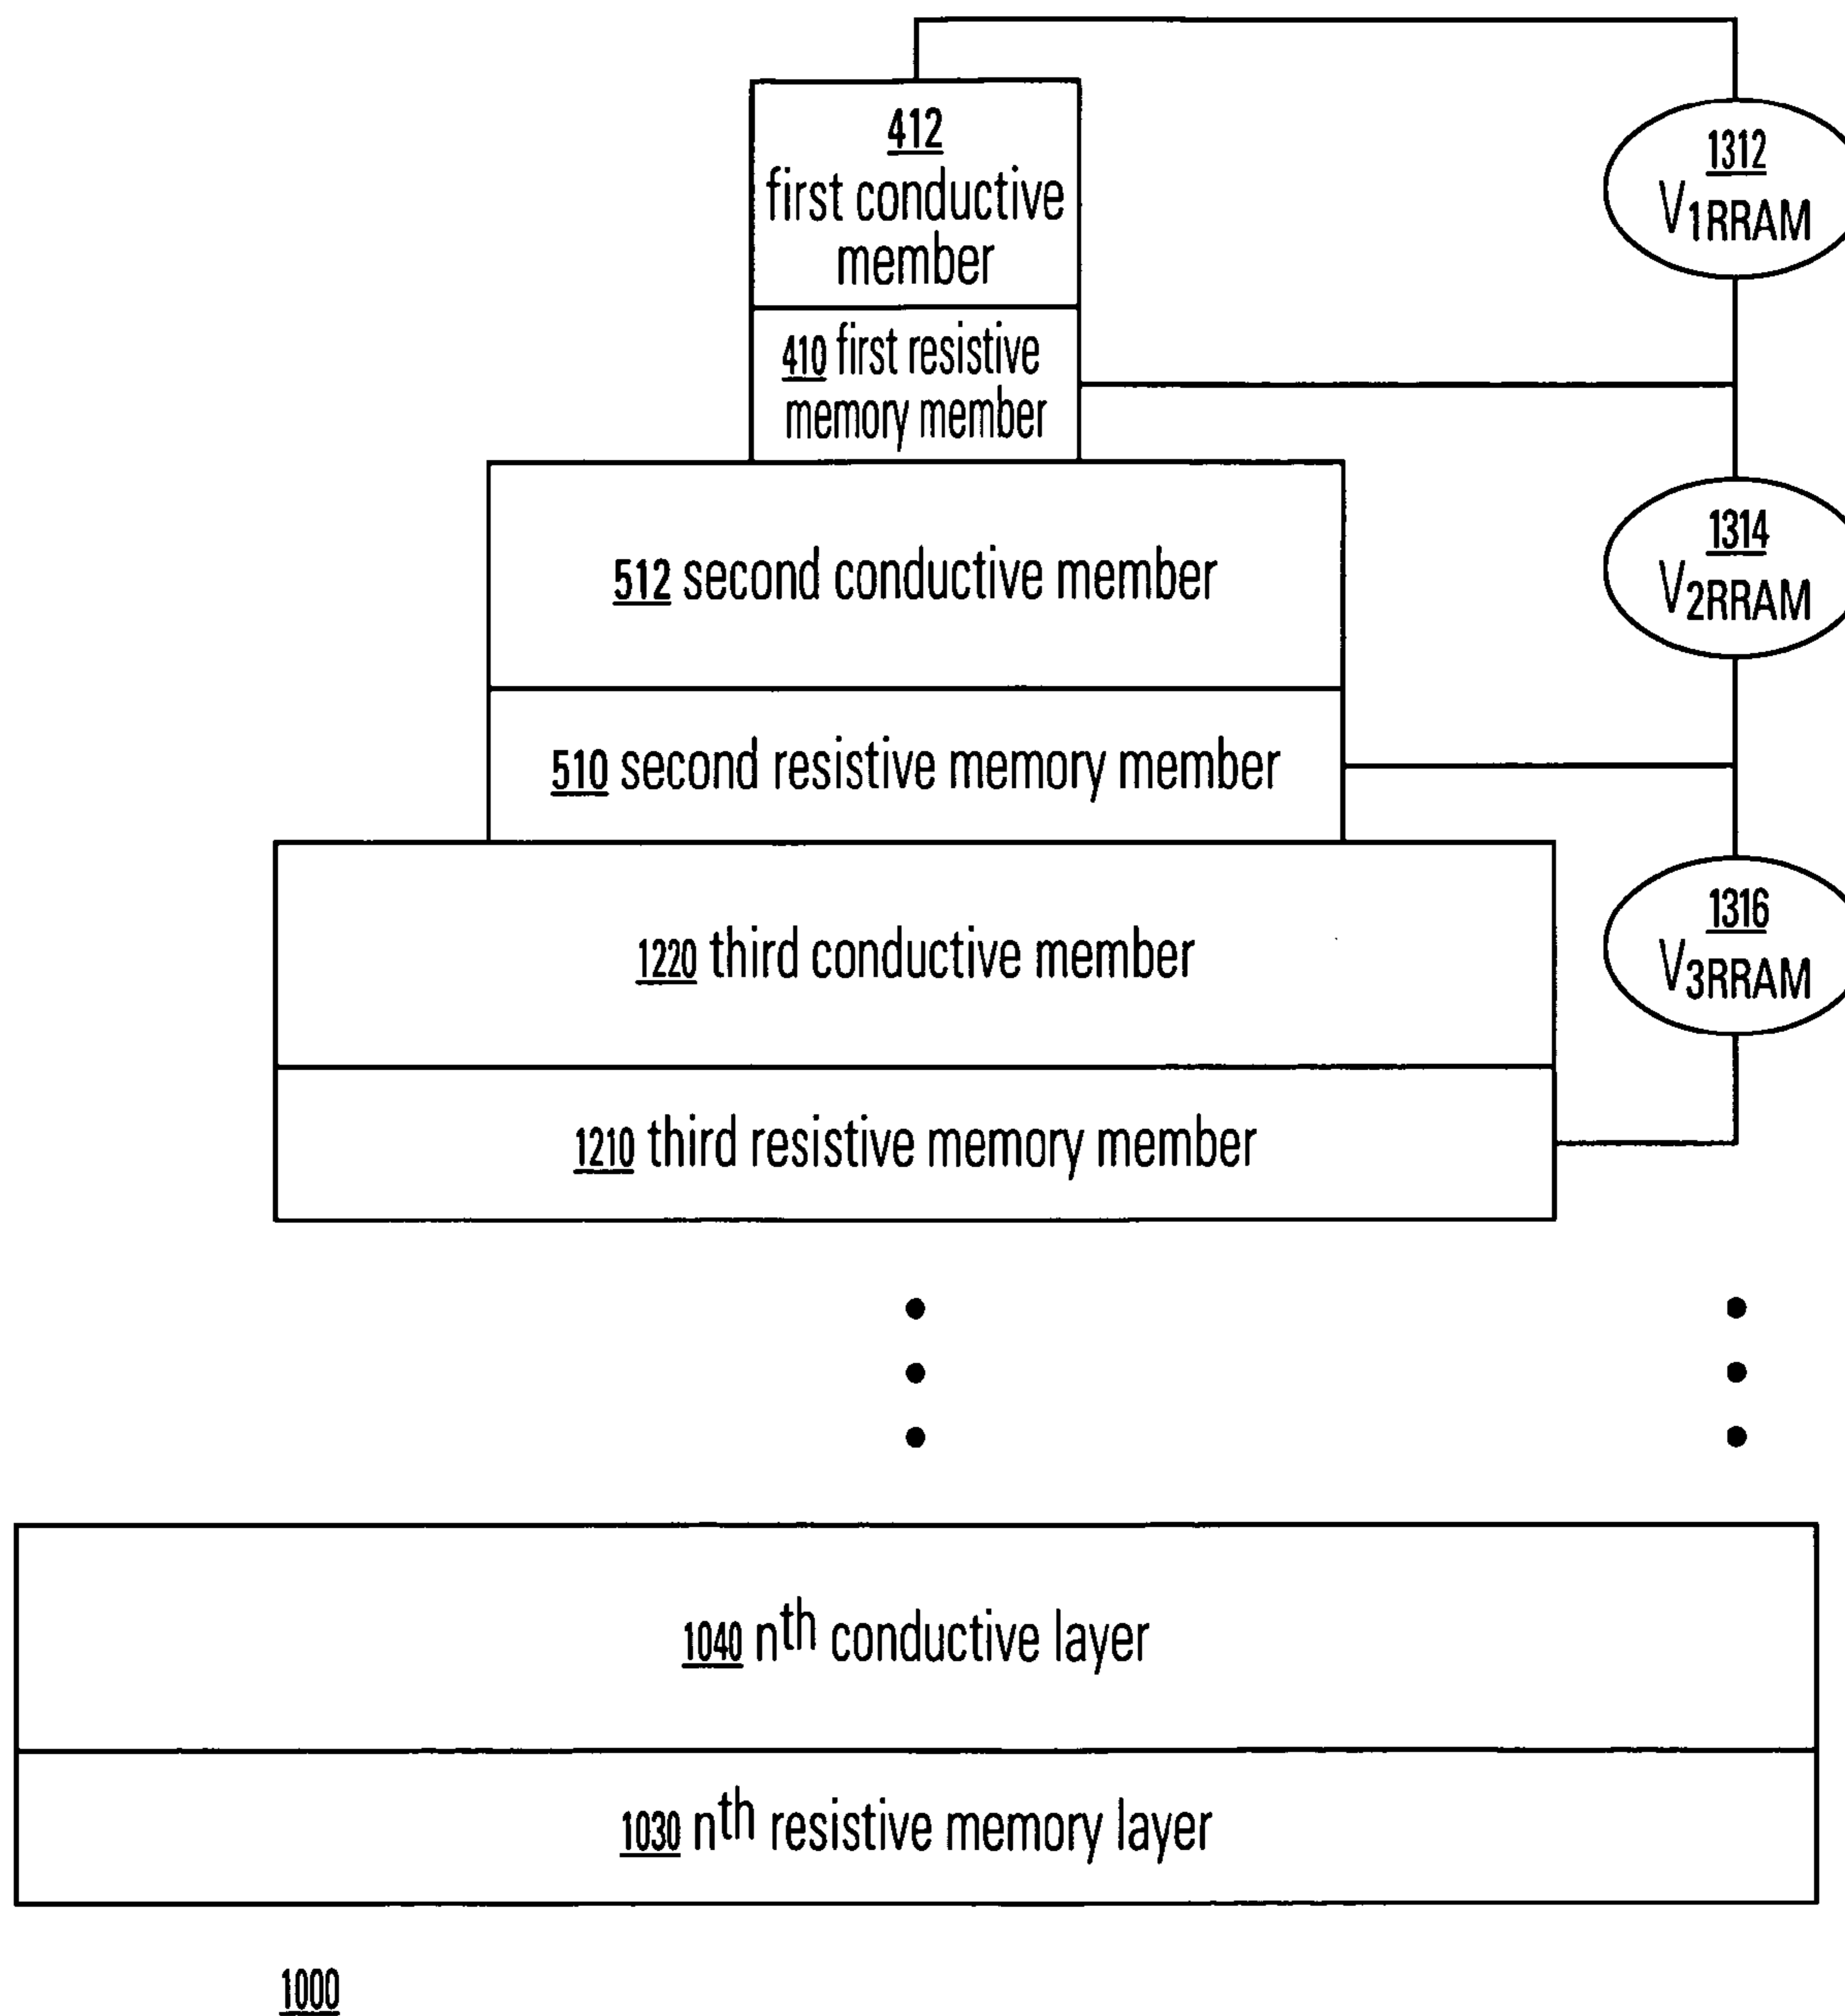 412
first conductive
member
410 first resistive
memory member
512 second conductive member
510 second resistive memory member
1220 third conductive member
1210 third resistive memory member
1040 nth conductive layer
1030 nth resistive memory layer
1000
1312
V1RRAM
1314
V2RRAM
1316
V3RRAM